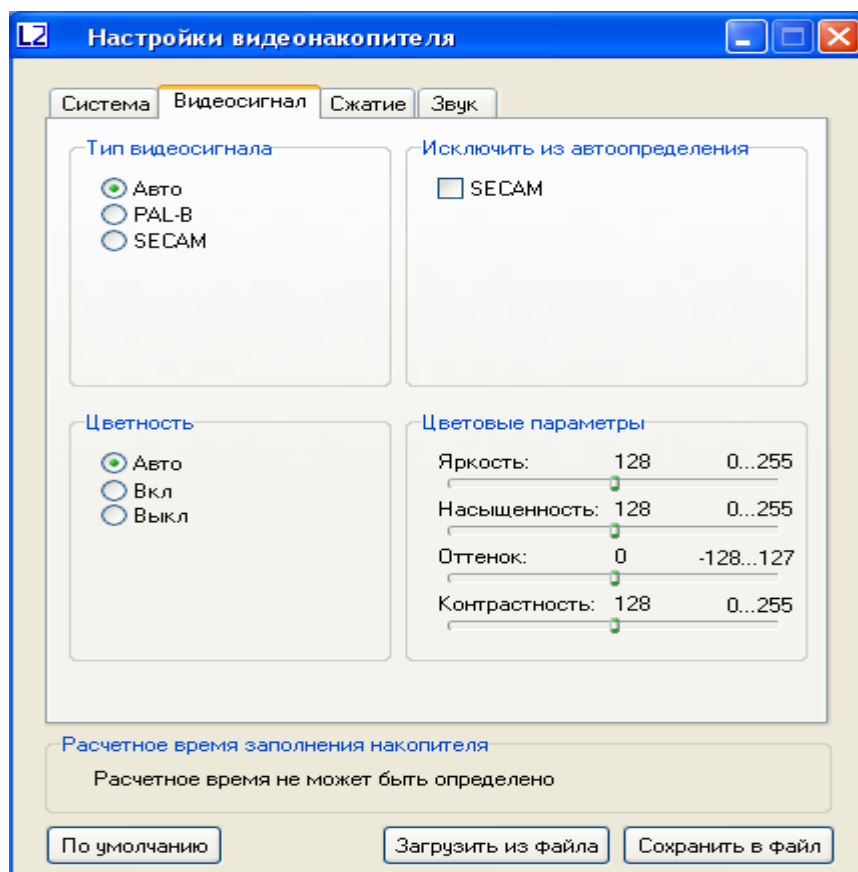 L2 Настройки видеонакопителя
Система Видеосигнал Сжатие Звук
Тип видеосигнала
Авто
PAL-B
SECAM
Исключить из автоопределения
SECAM
Цветность
Авто
Вкл
Выкл
Цветовые параметры
Яркость: 128 0...255
Насыщенность: 128 0...255
Оттенок: 0 -128...127
Контрастность: 128 0...255
Расчетное время заполнения накопителя
Расчетное время не может быть определено
По умолчанию Загрузить из файла Сохранить в файл